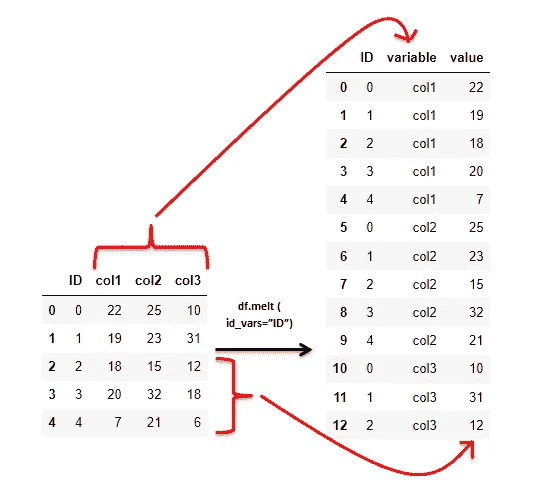 ID variable value
0 0 col1 22
1 1 col1 19
2 2 col1 18
3 3 col1 20
4 4 col1 7
5 0 col2 25
6 1 col2 23
7 2 col2 15
8 3 col2 32
9 4 col2 21
10 0 col3 10
11 1 col3 31
12 2 col3 12
ID col1 col2 col3
0 0 22 25 10
1 1 19 23 31
2 2 18 15 12
3 3 20 32 18
4 4 7 21 6
df.melt (
id_vars="ID")